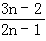 3n − 2
2n − 1